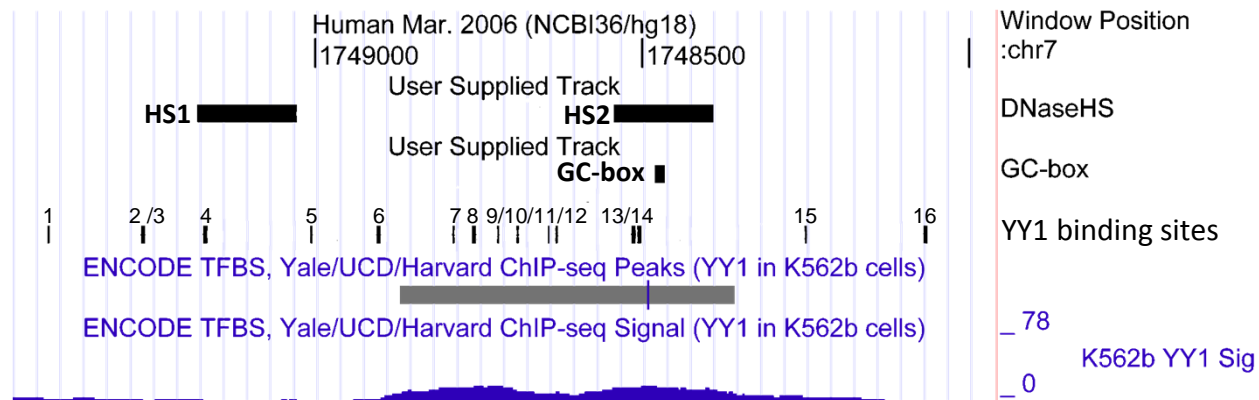 Human Mar. 2006 (NCBI36/hg18) Window Position
|1749000 |1748500 :chr7
User Supplied Track
HS1 HS2 DNaseHS
User Supplied Track
GC-box GC-box
1 2 /3 4 5 6 7 8 9/10/11/12 13/14 15 16
YY1 binding sites
ENCODE TFBS, Yale/UCD/Harvard ChIP-seq Peaks (YY1 in K562b cells)
ENCODE TFBS, Yale/UCD/Harvard ChIP-seq Signal (YY1 in K562b cells)
_ 78
K562b YY1 Sig
_ 0